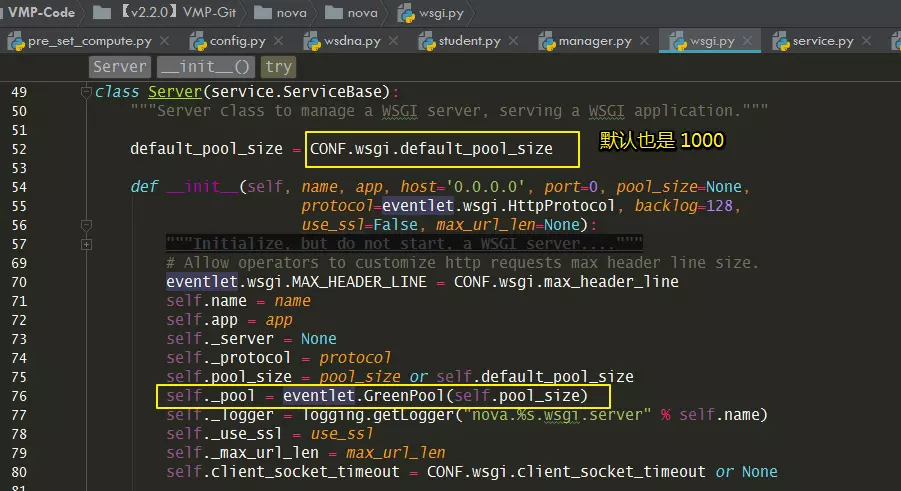 VMP-Code 【v2.2.0】VMP-Git nova nova wsgi.py
pre_set_compute.py config.py wsdna.py student.py manager.py wsgi.py service.py
Server __init__() try
49 class Server(service.ServiceBase):
50 """Server class to manage a WSGI server, serving a WSGI application."""
51
52 default_pool_size = CONF.wsgi.default_pool_size 默认也是 1000
53
54 def __init__(self, name, app, host='0.0.0.0', port=0, pool_size=None,
55 protocol=eventlet.wsgi.HttpProtocol, backlog=128,
56 use_ssl=False, max_url_len=None):
57 """Initialize, but do not start, a WSGI server...."""
69 # Allow operators to customize http requests max header line size.
70 eventlet.wsgi.MAX_HEADER_LINE = CONF.wsgi.max_header_line
71 self.name = name
72 self.app = app
73 self._server = None
74 self._protocol = protocol
75 self.pool_size = pool_size or self.default_pool_size
76 self._pool = eventlet.GreenPool(self.pool_size)
77 self._logger = logging.getLogger("nova.%s.wsgi.server" % self.name)
78 self._use_ssl = use_ssl
79 self._max_url_len = max_url_len
80 self.client_socket_timeout = CONF.wsgi.client_socket_timeout or None
81